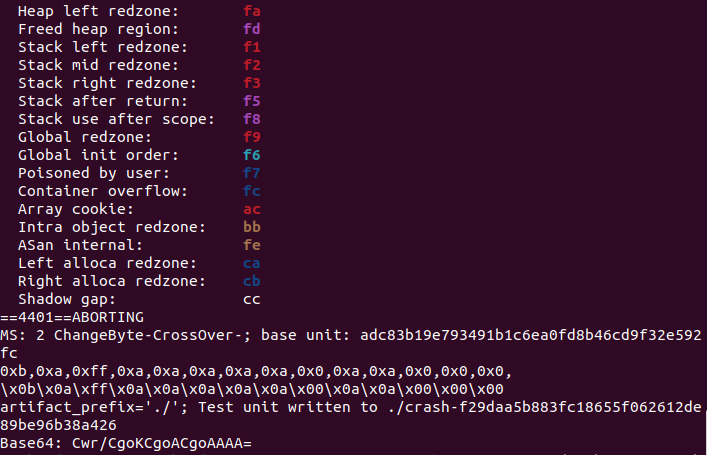 Heap left redzone:       fa
Freed heap region:       fd
Stack left redzone:      f1
Stack mid redzone:       f2
Stack right redzone:     f3
Stack after return:      f5
Stack use after scope:   f8
Global redzone:          f9
Global init order:       f6
Poisoned by user:        f7
Container overflow:      fc
Array cookie:            ac
Intra object redzone:    bb
ASan internal:           fe
Left alloca redzone:     ca
Right alloca redzone:    cb
Shadow gap:              cc
==4401==ABORTING
MS: 2 ChangeByte-CrossOver-; base unit: adc83b19e793491b1c6ea0fd8b46cd9f32e592
fc
0xb,0xa,0xff,0xa,0xa,0xa,0xa,0xa,0x0,0xa,0xa,0x0,0x0,0x0,
\x0b\x0a\xff\x0a\x0a\x0a\x0a\x0a\x00\x0a\x0a\x00\x00\x00
artifact_prefix='./'; Test unit written to ./crash-f29daa5b883fc18655f062612de
89be96b38a426
Base64: Cwr/CgoKCgoACgoAAAA=